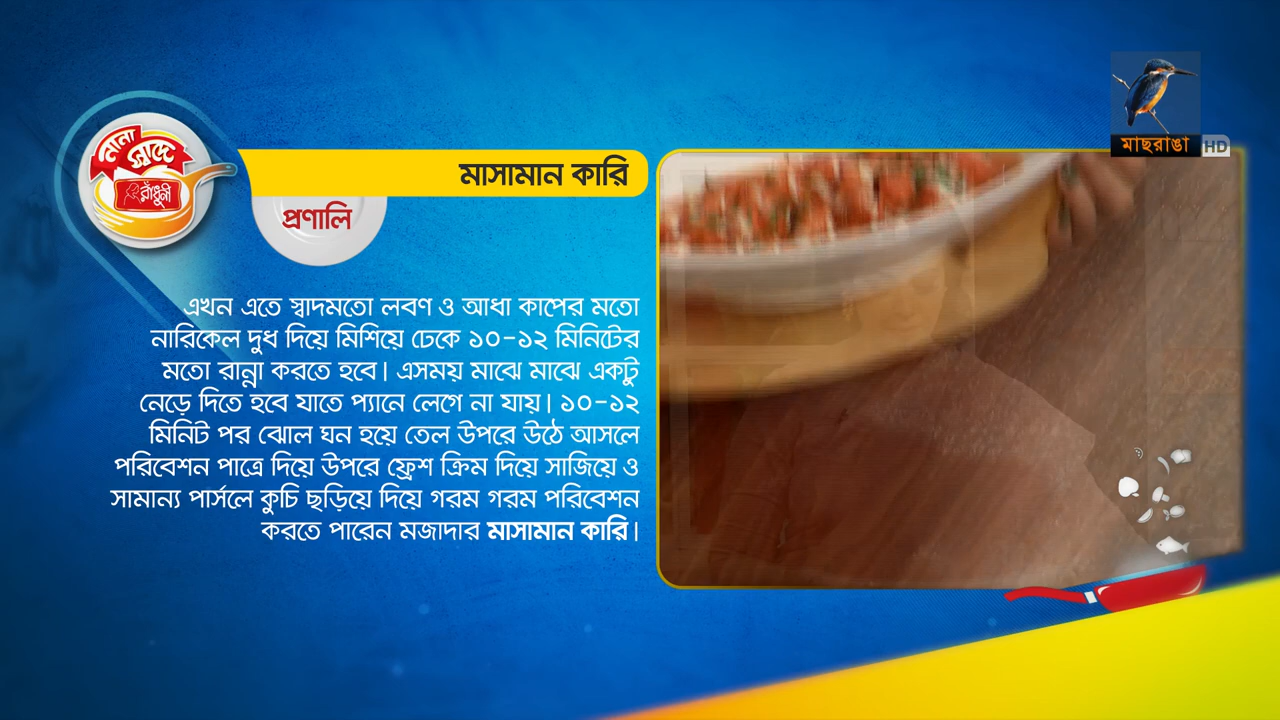 নানা
স্বাদে
রাঁধুনী
মাসামান কারি
প্রণালি
এখন এতে স্বাদমতো লবণ ও আধা কাপের মতো
নারিকেল দুধ দিয়ে মিশিয়ে ঢেকে ১০-১২ মিনিটের
মতো রান্না করতে হবে। এসময় মাঝে মাঝে একটু
নেড়ে দিতে হবে যাতে প্যানে লেগে না যায়। ১০-১২
মিনিট পর ঝোল ঘন হয়ে তেল উপরে উঠে আসলে
পরিবেশন পাত্রে দিয়ে উপরে ফ্রেশ ক্রিম দিয়ে সাজিয়ে ও
সামান্য পার্সলে কুচি ছড়িয়ে দিয়ে গরম গরম পরিবেশন
করতে পারেন মজাদার মাসামান কারি।
মাছরাঙা HD